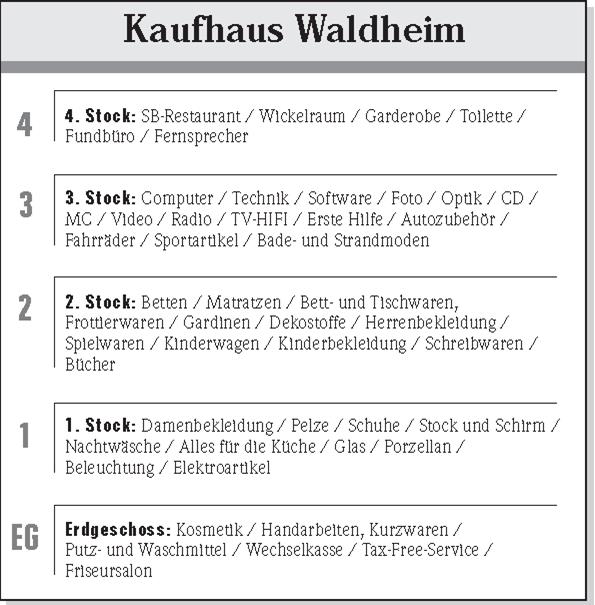 Kaufhaus Waldheim
4
4. Stock: SB-Restaurant / Wickelraum / Garderobe / Toilette /
Fundbüro / Fernsprecher
3
3. Stock: Computer / Technik / Software / Foto / Optik / CD /
MC / Video / Radio / TV-HIFI / Erste Hilfe / Autozubehör /
Fahrräder / Sportartikel / Bade- und Strandmoden
2
2. Stock: Betten / Matratzen / Bett- und Tischwaren,
Frottierwaren / Gardinen / Dekostoffe / Herrenbekleidung /
Spielwaren / Kinderwagen / Kinderbekleidung / Schreibwaren /
Bücher
1
1. Stock: Damenbekleidung / Pelze / Schuhe / Stock und Schirm /
Nachtwäsche / Alles für die Küche / Glas / Porzellan /
Beleuchtung / Elektroartikel
EG
Erdgeschoss: Kosmetik / Handarbeiten, Kurzwaren /
Putz- und Waschmittel / Wechselkasse / Tax-Free-Service /
Friseursalon